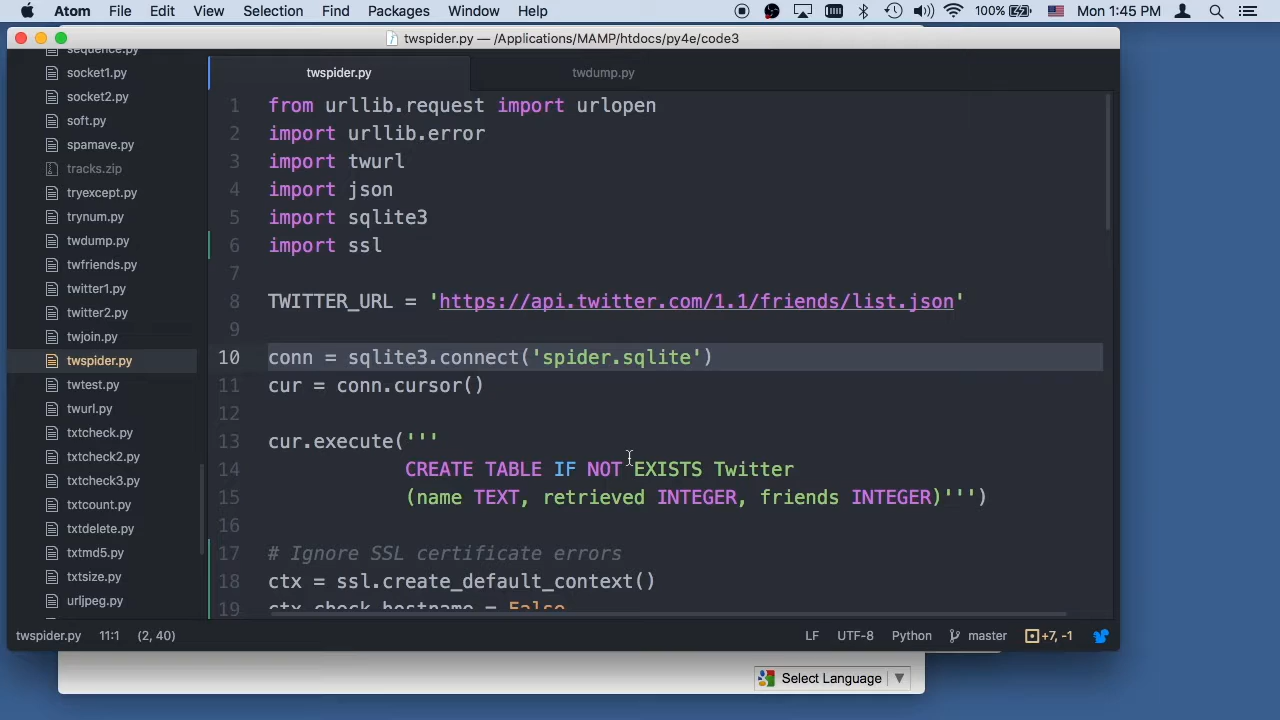 Atom File Edit View Selection Find Packages Window Help 100% Mon 1:45 PM
twspider.py — /Applications/MAMP/htdocs/py4e/code3
sequence.py
socket1.py
socket2.py
soft.py
spamave.py
tracks.zip
tryexcept.py
trynum.py
twdump.py
twfriends.py
twitter1.py
twitter2.py
twjoin.py
twspider.py
twtest.py
twurl.py
txtcheck.py
txtcheck2.py
txtcheck3.py
txtcount.py
txtdelete.py
txtmd5.py
txtsize.py
urljpeg.py
twspider.py twdump.py
1 from urllib.request import urlopen
2 import urllib.error
3 import twurl
4 import json
5 import sqlite3
6 import ssl
7
8 TWITTER_URL = 'https://api.twitter.com/1.1/friends/list.json'
9
10 conn = sqlite3.connect('spider.sqlite')
11 cur = conn.cursor()
12
13 cur.execute('''
14 CREATE TABLE IF NOT EXISTS Twitter
15 (name TEXT, retrieved INTEGER, friends INTEGER)''')
16
17 # Ignore SSL certificate errors
18 ctx = ssl.create_default_context()
19 ctx.check_hostname = False
twspider.py 11:1 (2, 40) LF UTF-8 Python master +7, -1
Select Language ▼